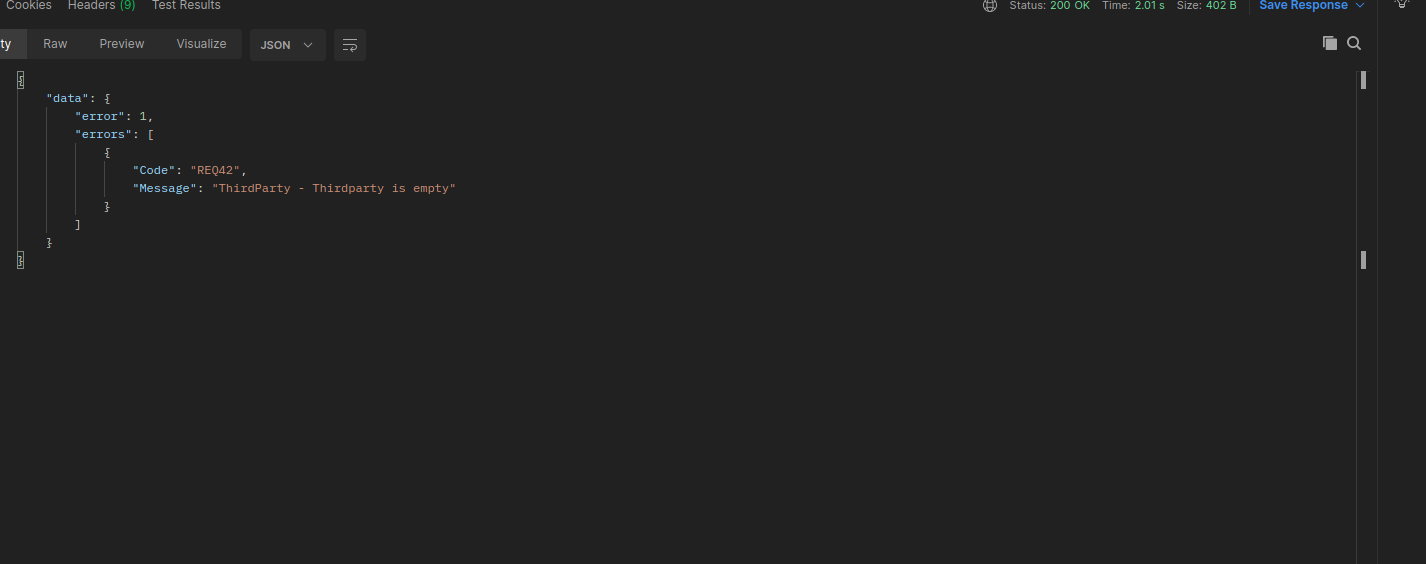 Cookies Headers (9) Test Results Status: 200 OK Time: 2.01 s Size: 402 B Save Response
ty Raw Preview Visualize JSON
{
"data": {
"error": 1,
"errors": [
{
"Code": "REQ42",
"Message": "ThirdParty - Thirdparty is empty"
}
]
}
}